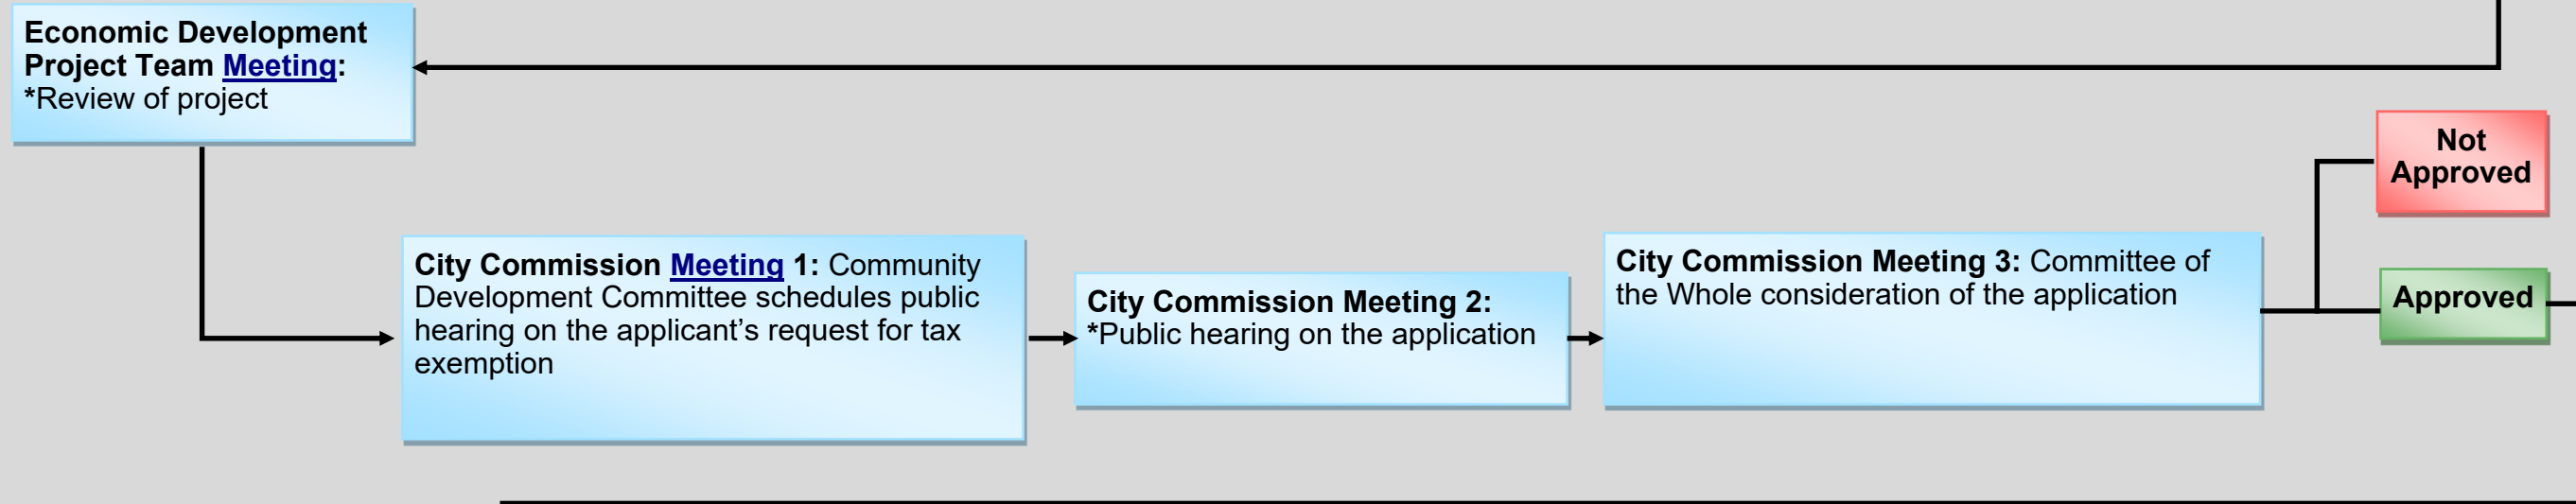 Economic Development
Project Team Meeting:
*Review of project
Not
Approved
City Commission Meeting 1: Community
Development Committee schedules public
hearing on the applicant’s request for tax
exemption
City Commission Meeting 2:
*Public hearing on the application
City Commission Meeting 3: Committee of
the Whole consideration of the application
Approved